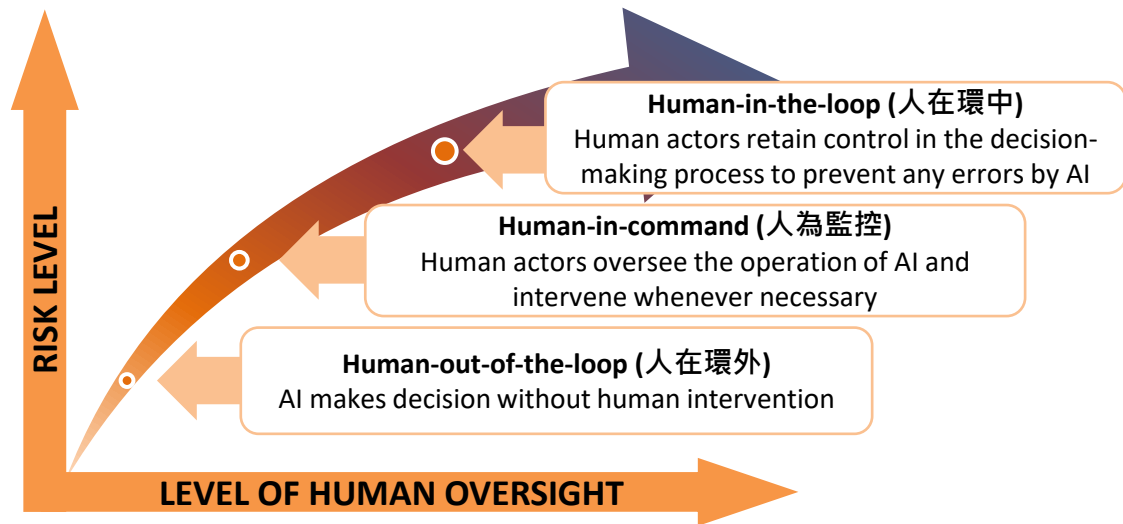 Human-in-the-loop (人在環中)
Human actors retain control in the decision-
making process to prevent any errors by AI
Human-in-command (人為監控)
Human actors oversee the operation of AI and
intervene whenever necessary
Human-out-of-the-loop (人在環外)
AI makes decision without human intervention
RISK LEVEL
LEVEL OF HUMAN OVERSIGHT